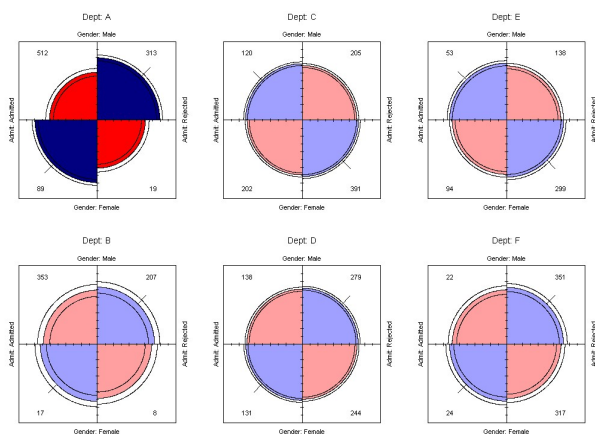 Dept: A
Gender: Male
512 313
Admit: Admitted
Admit: Rejected
89 19
Gender: Female
Dept: C
Gender: Male
120 205
Admit: Admitted
Admit: Rejected
202 391
Gender: Female
Dept: E
Gender: Male
53 138
Admit: Admitted
Admit: Rejected
94 299
Gender: Female
Dept: B
Gender: Male
353 207
Admit: Admitted
Admit: Rejected
17 8
Gender: Female
Dept: D
Gender: Male
138 279
Admit: Admitted
Admit: Rejected
131 244
Gender: Female
Dept: F
Gender: Male
22 351
Admit: Admitted
Admit: Rejected
24 317
Gender: Female